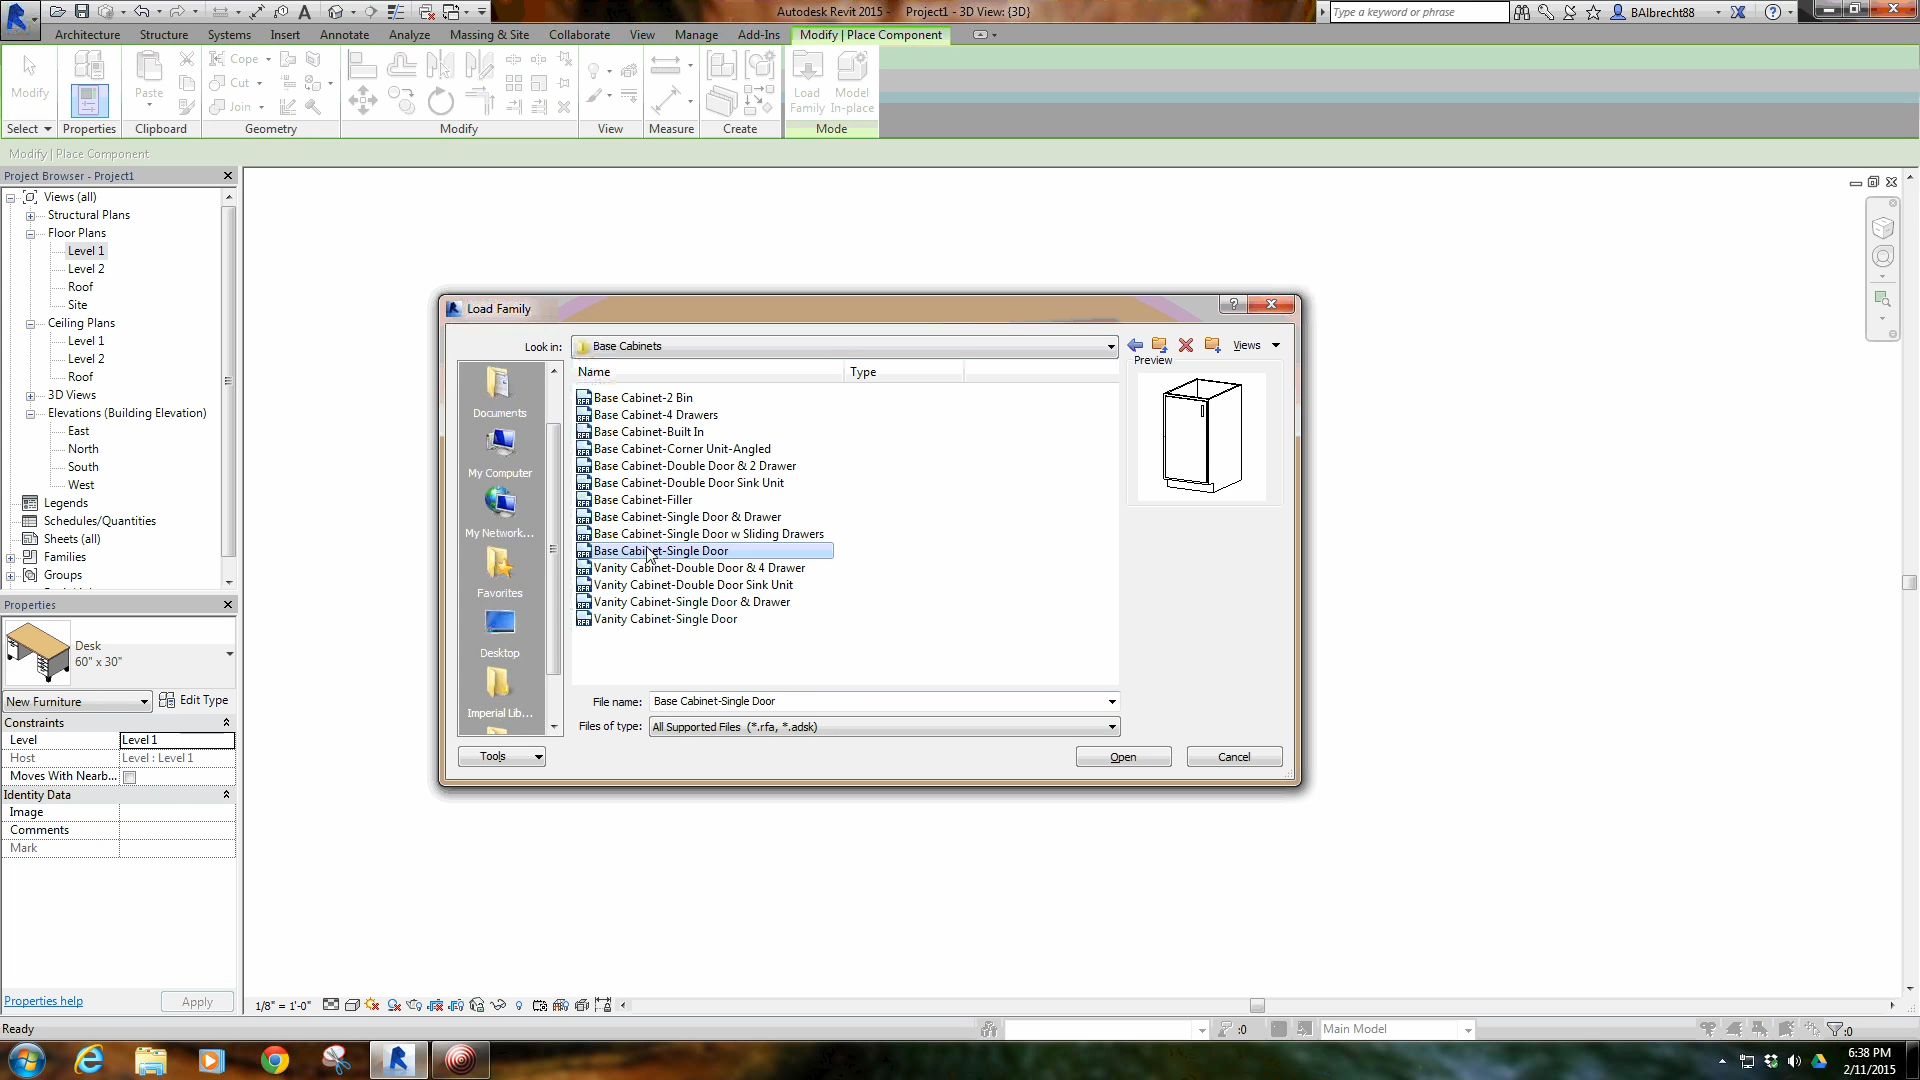 Autodesk Revit 2015 - Project1 - 3D View: {3D}
Type a keyword or phrase
BAlbrecht88
Architecture Structure Systems Insert Annotate Analyze Massing & Site Collaborate View Manage Add-Ins Modify | Place Component
Modify
Paste
Cope
Cut
Join
Load Family
Model In-place
Select Properties Clipboard Geometry Modify View Measure Create Mode
Modify | Place Component
Project Browser - Project1
Views (all)
Structural Plans
Floor Plans
Level 1
Level 2
Roof
Site
Ceiling Plans
Level 1
Level 2
Roof
3D Views
Elevations (Building Elevation)
East
North
South
West
Legends
Schedules/Quantities
Sheets (all)
Families
Groups
Properties
Desk
60" x 30"
New Furniture Edit Type
Constraints
Level Level 1
Host Level : Level 1
Moves With Nearb...
Identity Data
Image
Comments
Mark
Properties help Apply
Load Family
Look in: Base Cabinets Views
Name Type Preview
Documents
My Computer
My Network...
Favorites
Desktop
Imperial Lib...
Base Cabinet-2 Bin
Base Cabinet-4 Drawers
Base Cabinet-Built In
Base Cabinet-Corner Unit-Angled
Base Cabinet-Double Door & 2 Drawer
Base Cabinet-Double Door Sink Unit
Base Cabinet-Filler
Base Cabinet-Single Door & Drawer
Base Cabinet-Single Door w Sliding Drawers
Base Cabinet-Single Door
Vanity Cabinet-Double Door & 4 Drawer
Vanity Cabinet-Double Door Sink Unit
Vanity Cabinet-Single Door & Drawer
Vanity Cabinet-Single Door
File name: Base Cabinet-Single Door
Files of type: All Supported Files (*.rfa, *.adsk)
Tools Open Cancel
1/8" = 1'-0"
Ready :0 Main Model :0
6:38 PM
2/11/2015